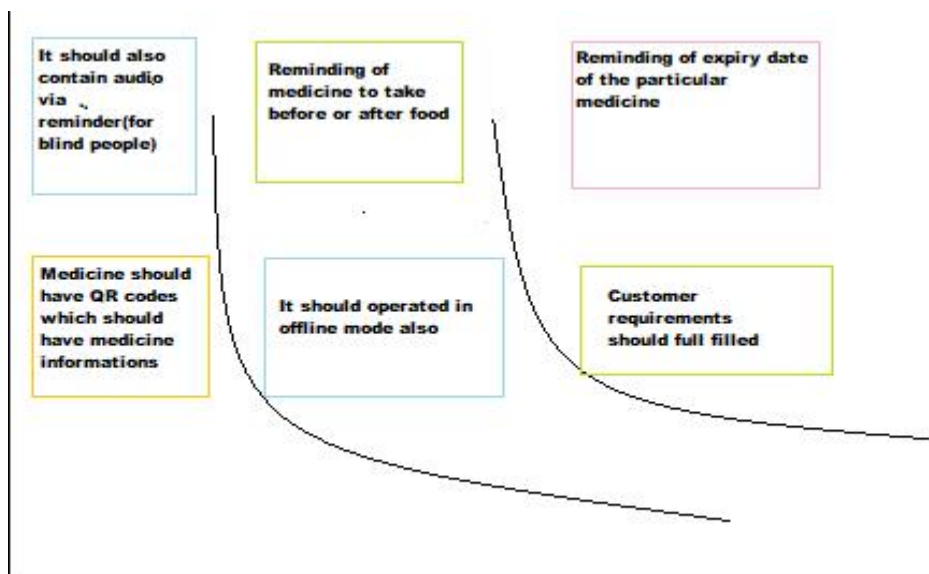 It should also
contain audio
via
reminder(for
blind people)
Reminding of
medicine to take
before or after food
Reminding of expiry date
of the particular
medicine
Medicine should
have QR codes
which should
have medicine
informations
It should operated in
offline mode also
Customer
requirements
should full filled